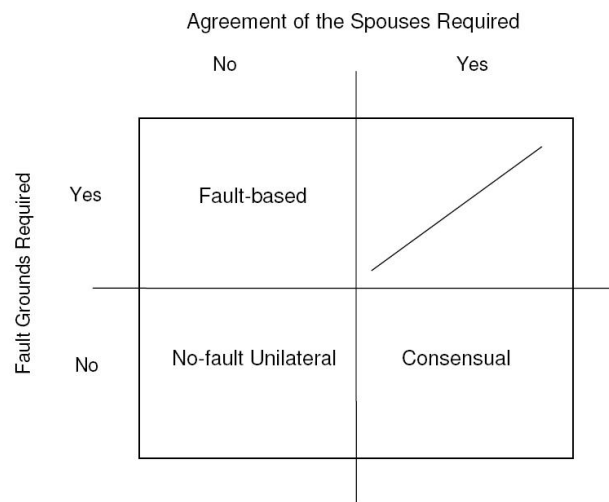 Agreement of the Spouses Required
No Yes
Fault Grounds Required
Yes Fault-based
No No-fault Unilateral Consensual